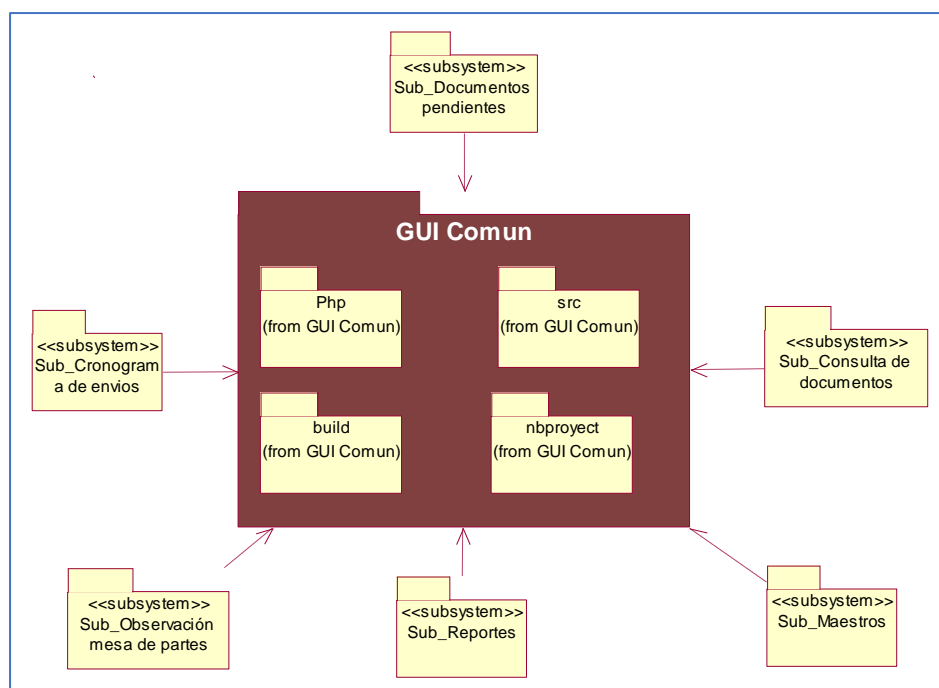 <<subsystem>>
Sub_Documentos
pendientes
GUI Comun
Php
(from GUI Comun)
src
(from GUI Comun)
<<subsystem>>
Sub_Cronogram
a de envios
<<subsystem>>
Sub_Consulta de
documentos
build
(from GUI Comun)
nbproyect
(from GUI Comun)
<<subsystem>>
Sub_Observación
mesa de partes
<<subsystem>>
Sub_Reportes
<<subsystem>>
Sub_Maestros